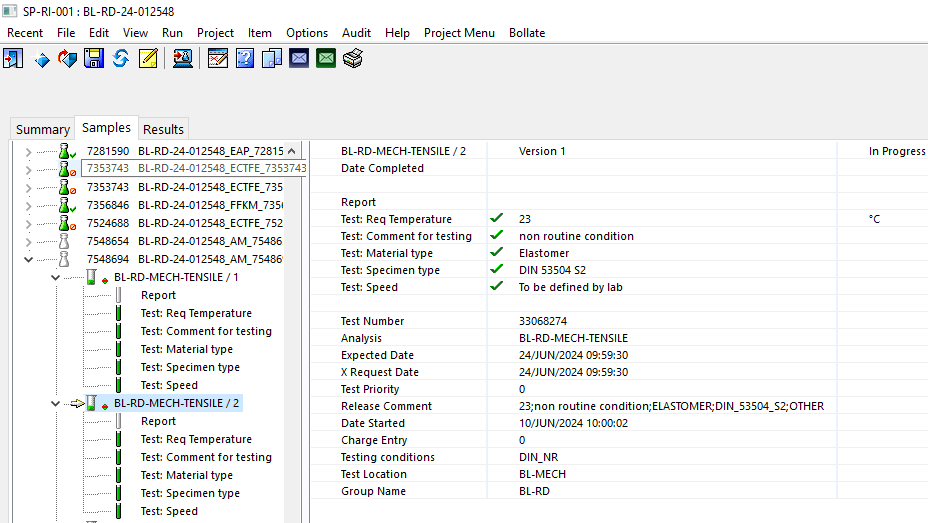 SP-RI-001 : BL-RD-24-012548
Recent File Edit View Run Project Item Options Audit Help Project Menu Bollate
Summary Samples Results
7281590 BL-RD-24-012548_EAP_72815
7353743 BL-RD-24-012548_ECTFE_7353743
7353743 BL-RD-24-012548_ECTFE_735
7356846 BL-RD-24-012548_FFKM_7356
7524688 BL-RD-24-012548_ECTFE_752
7548654 BL-RD-24-012548_AM_75486
7548694 BL-RD-24-012548_AM_75486
BL-RD-MECH-TENSILE / 1
Report
Test: Req Temperature
Test: Comment for testing
Test: Material type
Test: Specimen type
Test: Speed
BL-RD-MECH-TENSILE / 2
Report
Test: Req Temperature
Test: Comment for testing
Test: Material type
Test: Specimen type
Test: Speed
BL-RD-MECH-TENSILE / 2 Version 1 In Progress
Date Completed
Report
Test: Req Temperature 23 °C
Test: Comment for testing non routine condition
Test: Material type Elastomer
Test: Specimen type DIN 53504 S2
Test: Speed To be defined by lab
Test Number 33068274
Analysis BL-RD-MECH-TENSILE
Expected Date 24/JUN/2024 09:59:30
X Request Date 24/JUN/2024 09:59:30
Test Priority 0
Release Comment 23;non routine condition;ELASTOMER;DIN_53504_S2;OTHER
Date Started 10/JUN/2024 10:00:02
Charge Entry 0
Testing conditions DIN_NR
Test Location BL-MECH
Group Name BL-RD